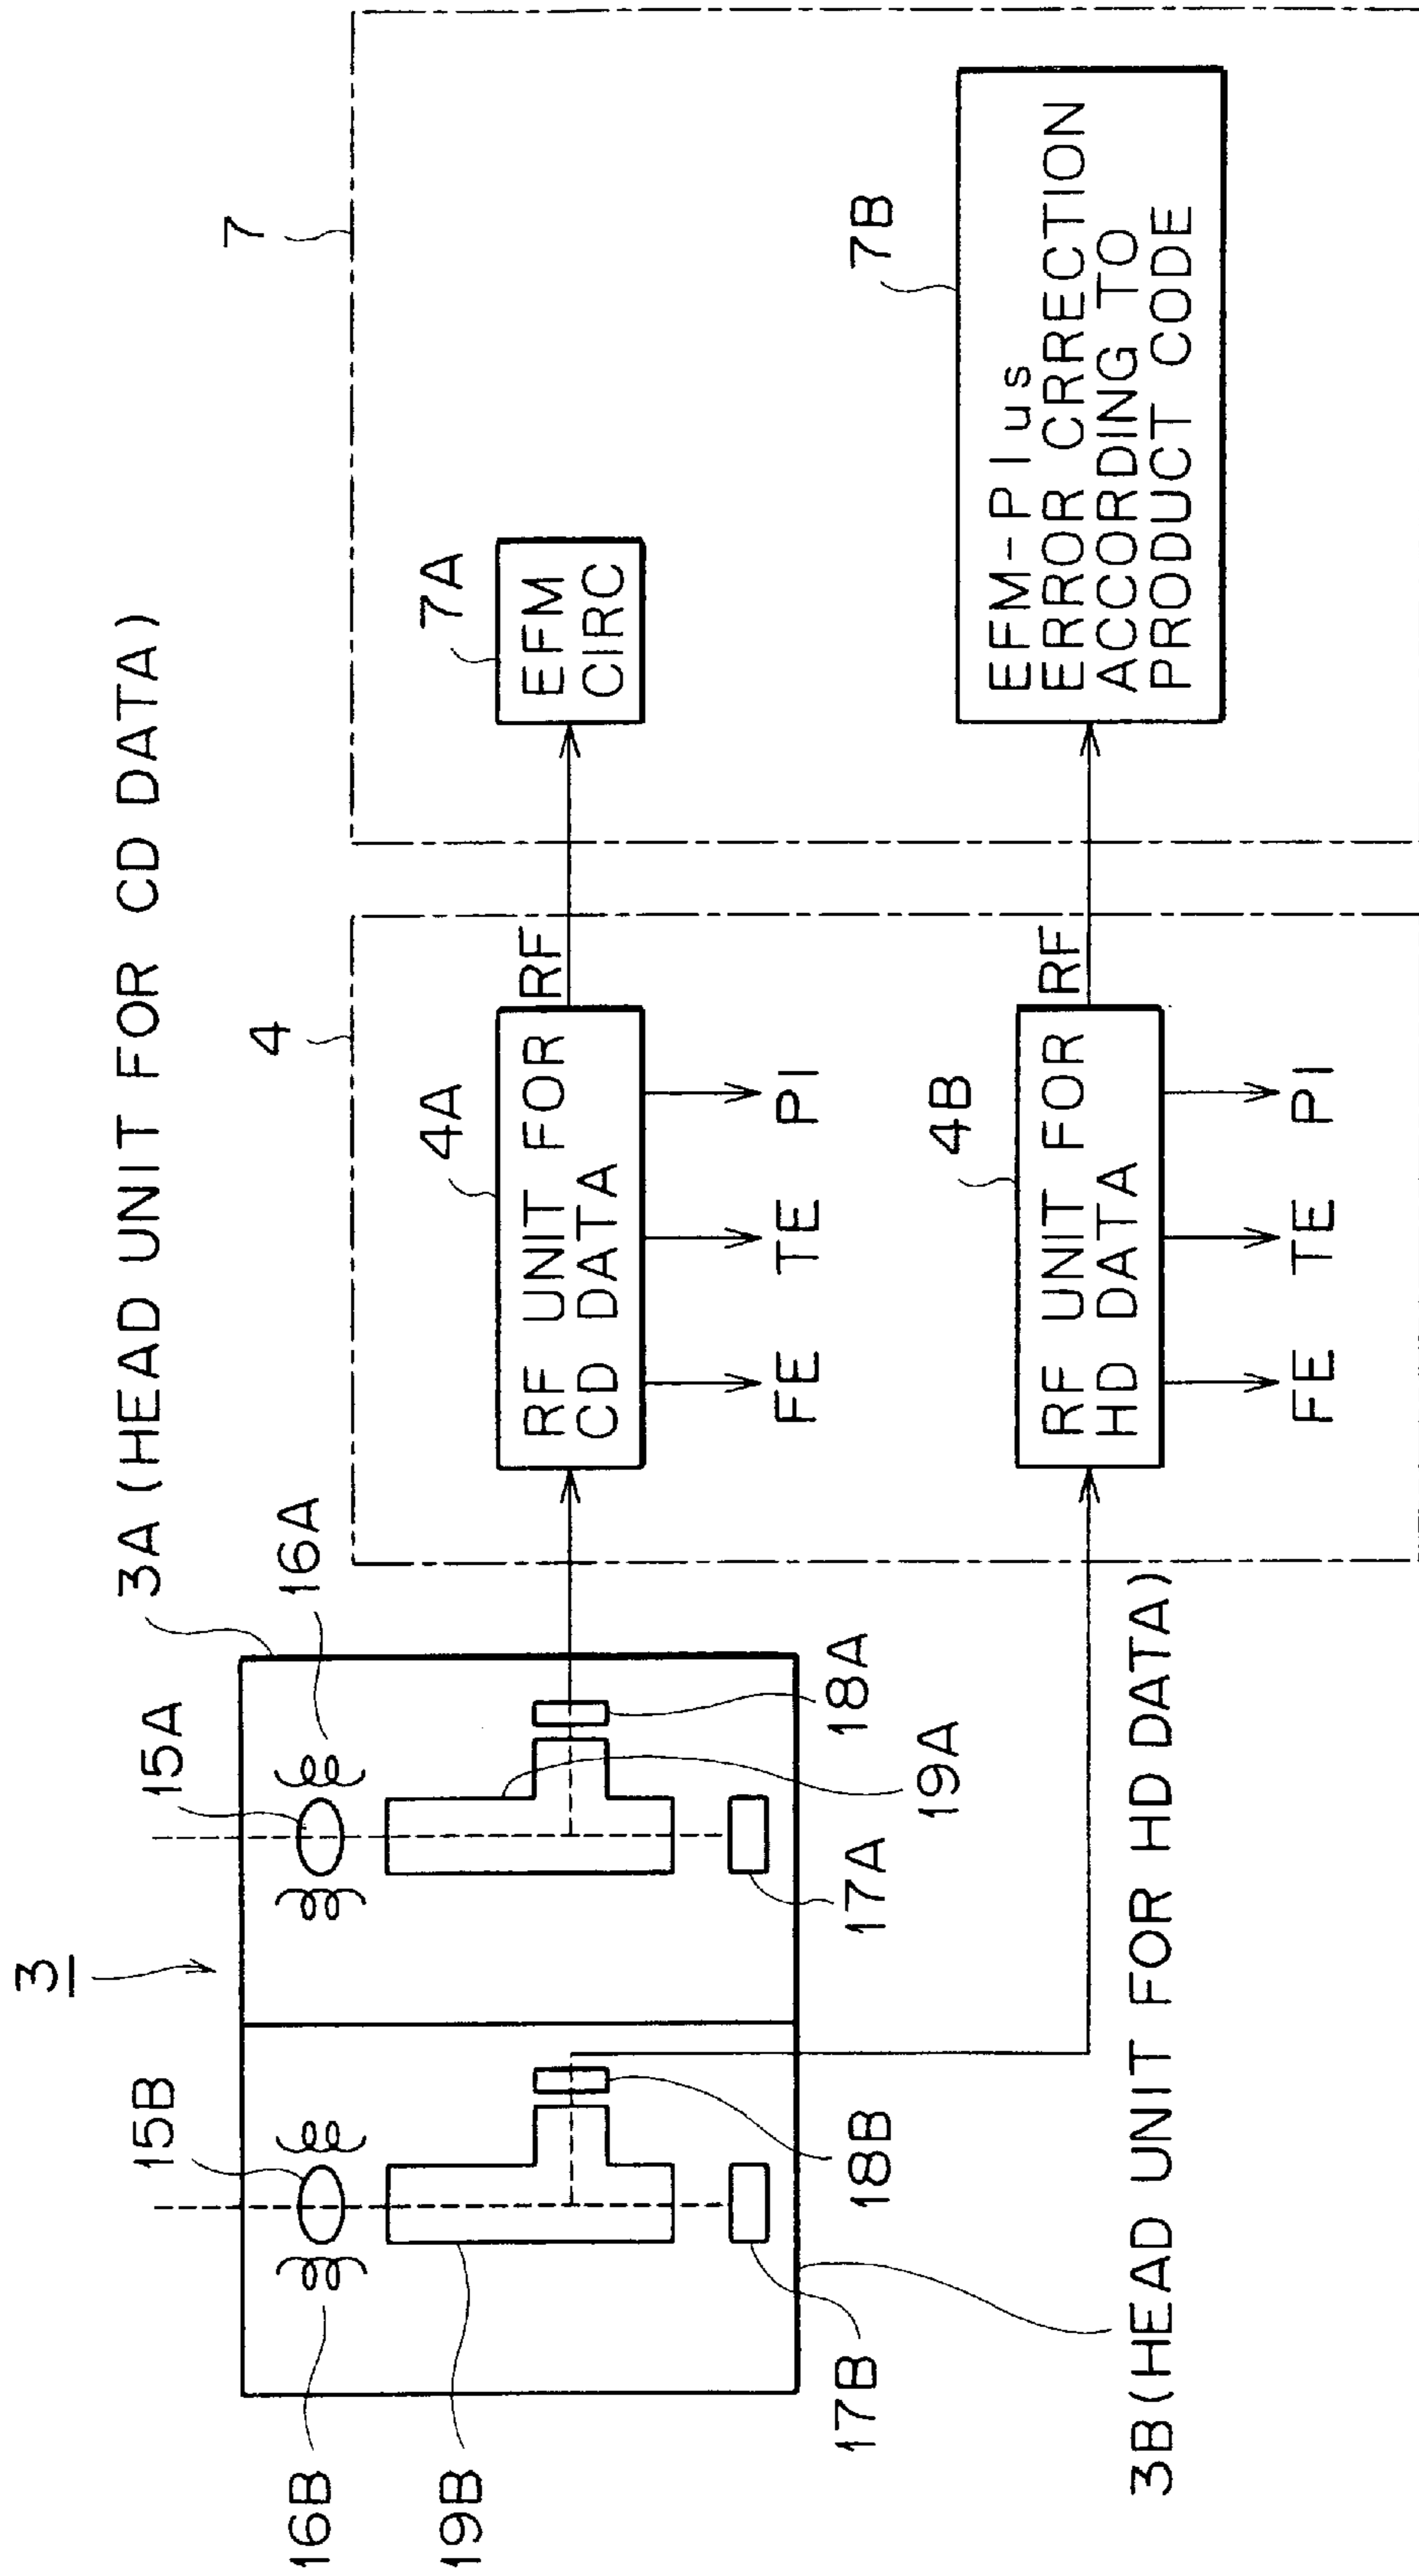 3A (HEAD UNIT FOR CD DATA)
3
15B
15A
16A
16B
4
7
4A
RF UNIT FOR
CD DATA
RF
7A
EFM
CIRC
FE TE PI
19B
17B
18B
17A
18A
19A
4B
RF UNIT FOR
HD DATA
RF
7B
EFM-Plus
ERROR CRRECTION
ACCORDING TO
PRODUCT CODE
FE TE PI
3B (HEAD UNIT FOR HD DATA)